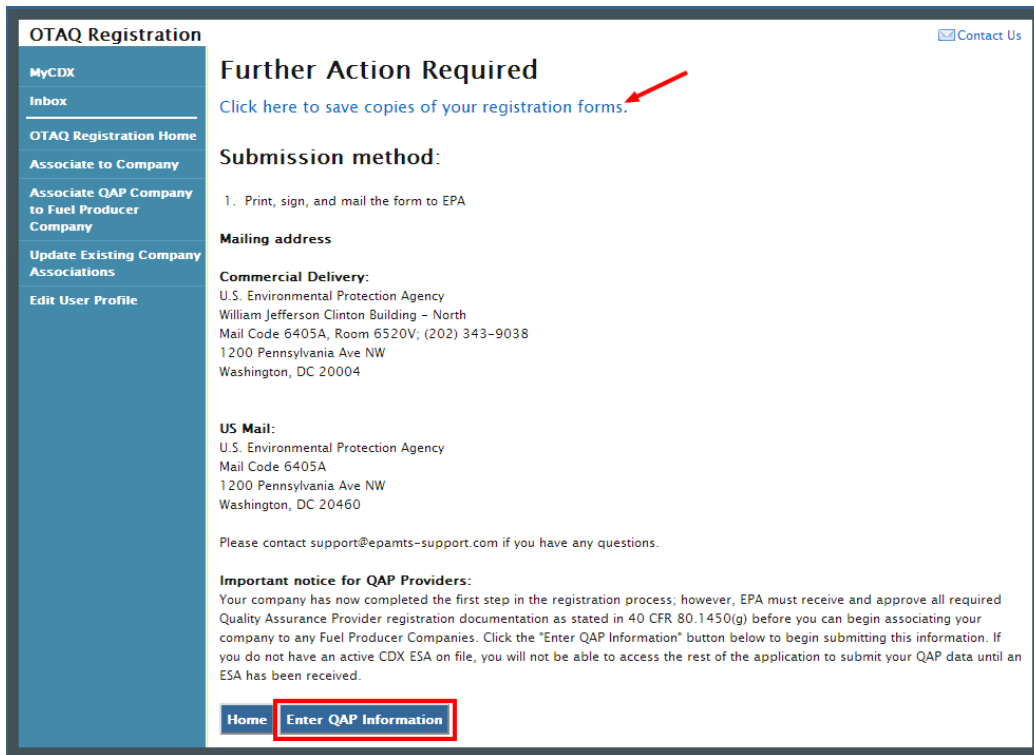 OTAQ Registration
Contact Us
MyCDX
Inbox
OTAQ Registration Home
Associate to Company
Associate QAP Company
to Fuel Producer
Company
Update Existing Company
Associations
Edit User Profile
Further Action Required
Click here to save copies of your registration forms.
Submission method:
1. Print, sign, and mail the form to EPA
Mailing address
Commercial Delivery:
U.S. Environmental Protection Agency
William Jefferson Clinton Building - North
Mail Code 6405A, Room 6520V; (202) 343-9038
1200 Pennsylvania Ave NW
Washington, DC 20004
US Mail:
U.S. Environmental Protection Agency
Mail Code 6405A
1200 Pennsylvania Ave NW
Washington, DC 20460
Please contact support@epamts-support.com if you have any questions.
Important notice for QAP Providers:
Your company has now completed the first step in the registration process; however, EPA must receive and approve all required
Quality Assurance Provider registration documentation as stated in 40 CFR 80.1450(g) before you can begin associating your
company to any Fuel Producer Companies. Click the "Enter QAP Information" button below to begin submitting this information. If
you do not have an active CDX ESA on file, you will not be able to access the rest of the application to submit your QAP data until an
ESA has been received.
Home
Enter QAP Information